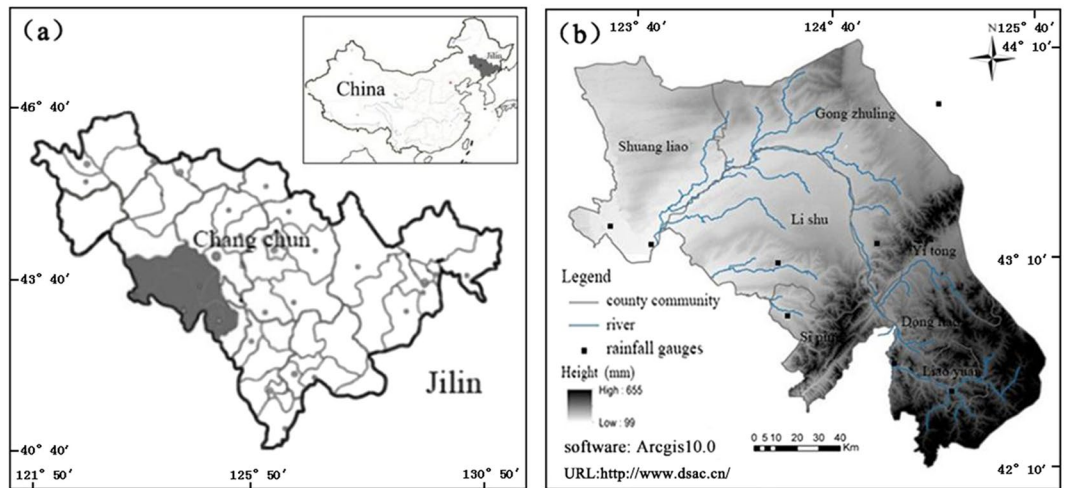 (a)
China
Jilin
46° 40′
Chang chun
43° 40′
Jilin
40° 40′
121° 50′
125° 50′
130° 50′
(b)
123° 40′
124° 40′
125° 40′
N
44° 10′
Gong zhuling
Shuang liao
Li shu
Yi tong
43° 10′
Legend
county community
river
rainfall gauges
Dong liao
Si ping
Liao yuan
Height (mm)
High : 655
Low : 99
software: Arcgis10.0
0 5 10 20 30 40
Km
URL:http://www.dsac.cn/
42° 10′